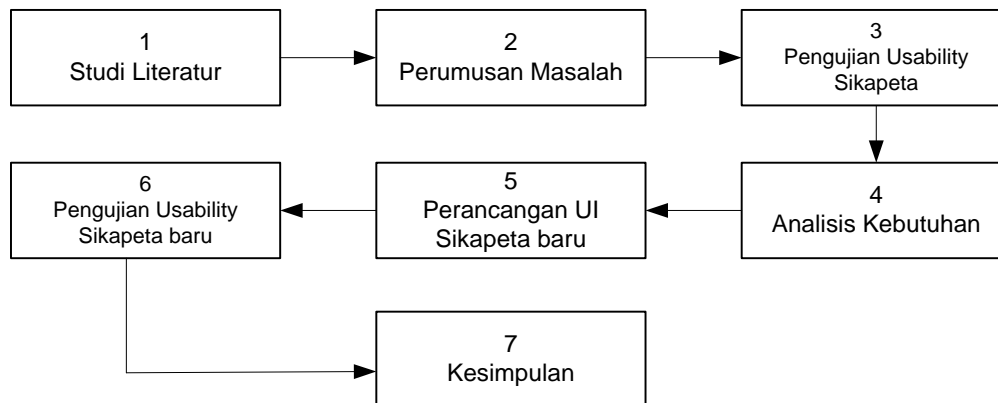 1
Studi Literatur
2
Perumusan Masalah
3
Pengujian Usability
Sikapeta
4
Analisis Kebutuhan
5
Perancangan UI
Sikapeta baru
6
Pengujian Usability
Sikapeta baru
7
Kesimpulan